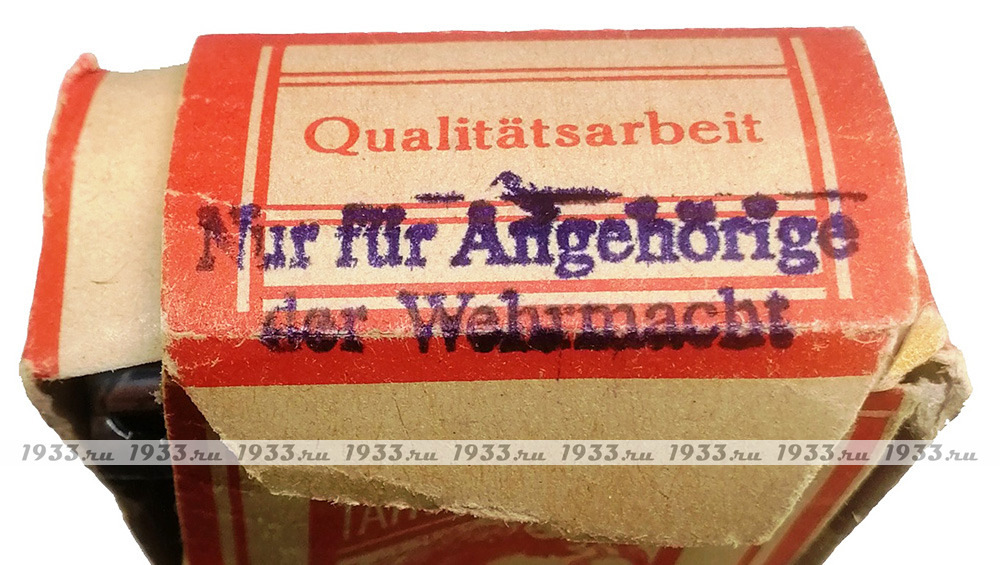 Qualitätsarbeit
Nur für Angehörige
der Wehrmacht
1933.ru 1933.ru 1933.ru 1933.ru 1933.ru 1933.ru 1933.ru 1933.ru 1933.ru